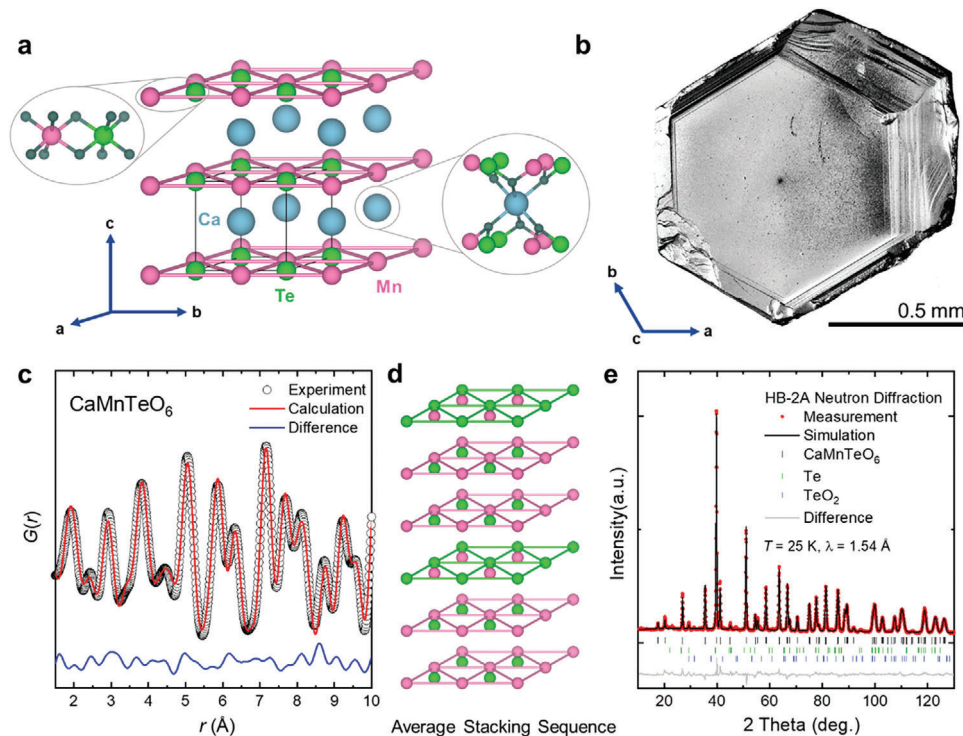 a
Ca
Te
Mn
c
a
b
b
b
c
a
0.5 mm
c
CaMnTeO₆
Experiment
Calculation
Difference
G(r)
2 3 4 5 6 7 8 9 10
r (Å)
d
Average Stacking Sequence
e
HB-2A Neutron Diffraction
Measurement
Simulation
CaMnTeO₆
Te
TeO₂
Difference
T = 25 K, λ = 1.54 Å
Intensity(a.u.)
20 40 60 80 100 120
2 Theta (deg.)